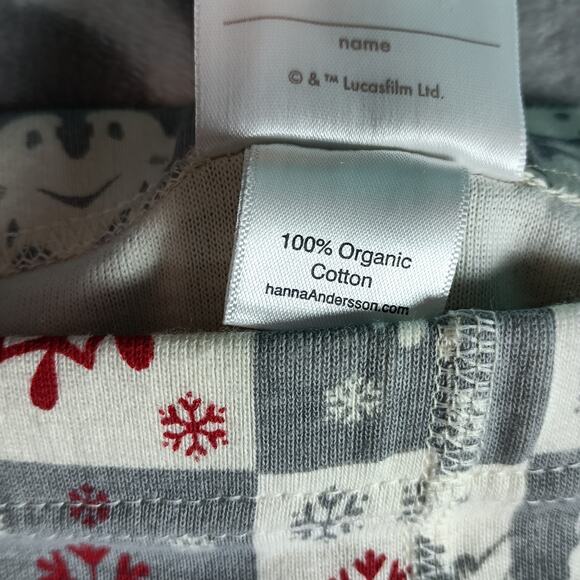 name
© & ™ Lucasfilm Ltd.
100% Organic
Cotton
hannaAndersson.com